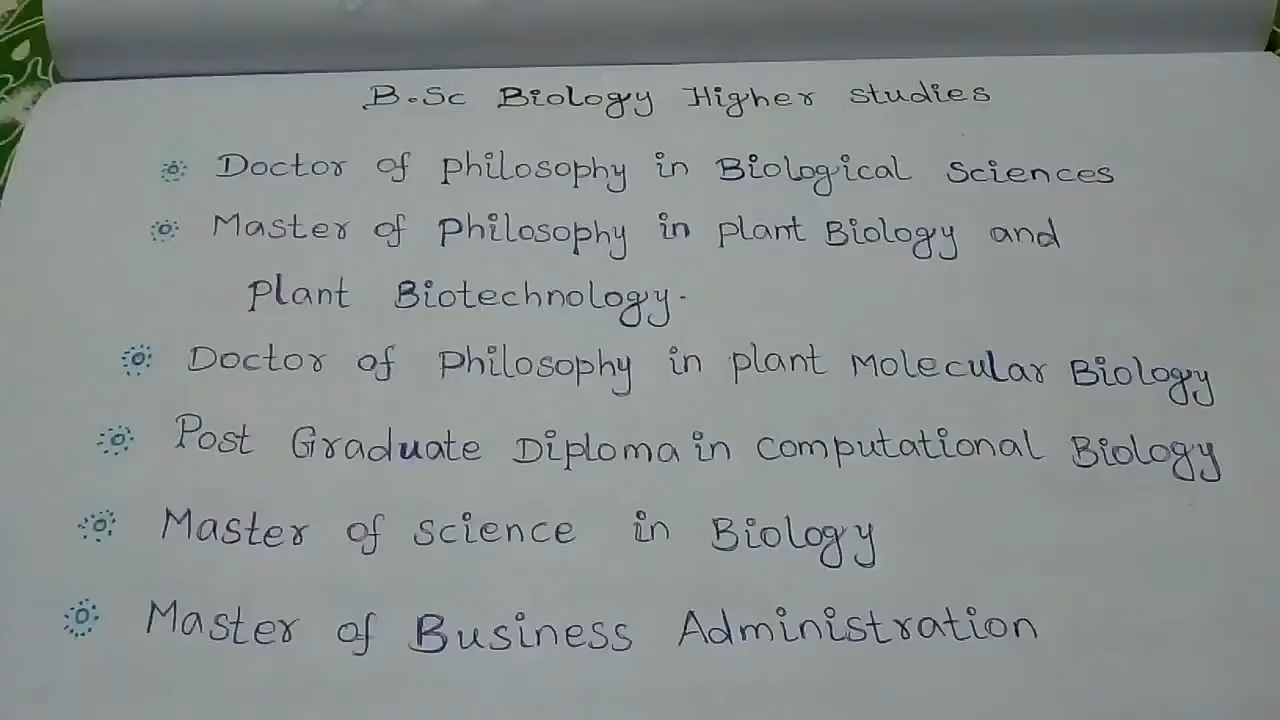 B.Sc Biology Higher studies
Doctor of philosophy in Biological Sciences
Master of philosophy in plant Biology and
plant Biotechnology.
Doctor of philosophy in plant Molecular Biology
Post Graduate Diploma in computational Biology
Master of science in Biology
Master of Business Administration